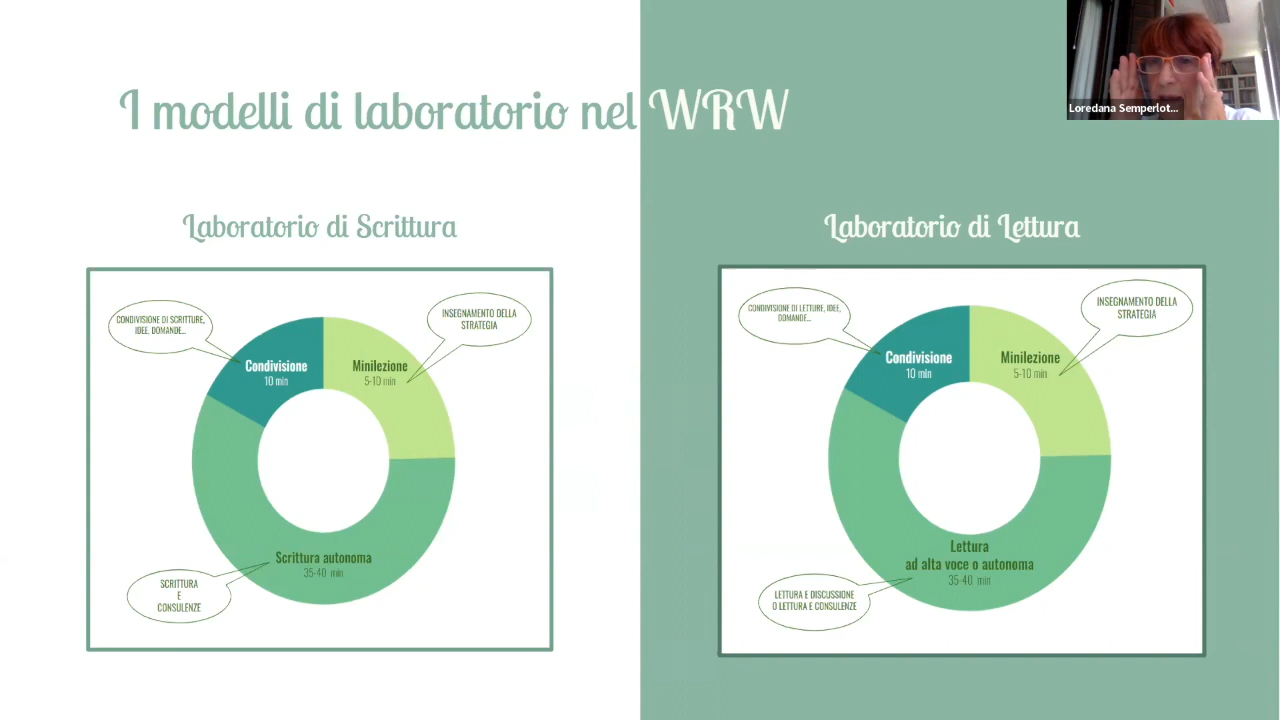 I modelli di laboratorio nel WRW
Loredana Semperlot...
Laboratorio di Scrittura
CONDIVISIONE DI SCRITTURE,
IDEE, DOMANDE...
INSEGNAMENTO DELLA
STRATEGIA
Condivisione
10 min
Minilezione
5-10 min
Scrittura autonoma
35-40 min
SCRITTURA
E
CONSULENZE
Laboratorio di Lettura
CONDIVISIONE DI LETTURE, IDEE,
DOMANDE...
INSEGNAMENTO DELLA
STRATEGIA
Condivisione
10 min
Minilezione
5-10 min
Lettura
ad alta voce o autonoma
35-40 min
LETTURA E DISCUSSIONE
O LETTURA E CONSULENZE